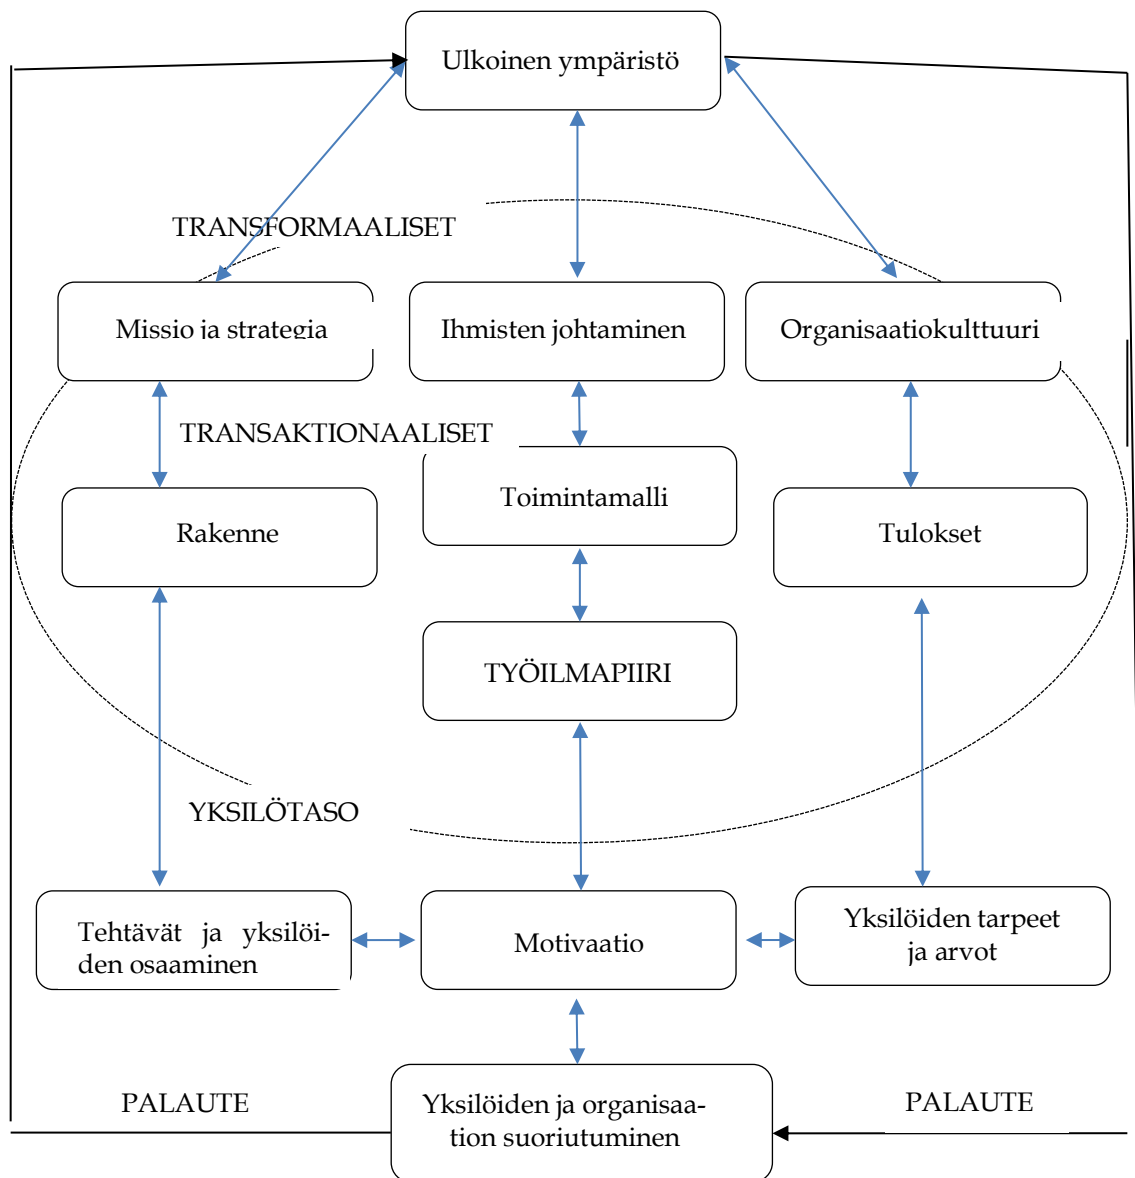 Ulkoinen ympäristö
TRANSFORMAALISET
Missio ja strategia
Ihmisten johtaminen
Organisaatiokulttuuri
TRANSAKTIONAALISET
Toimintamalli
Rakenne
Tulokset
TYÖILMAPIIRI
YKSILÖTASO
Tehtävät ja yksilöi-
den osaaminen
Motivaatio
Yksilöiden tarpeet
ja arvot
PALAUTE
Yksilöiden ja organisaa-
tion suoriutuminen
PALAUTE